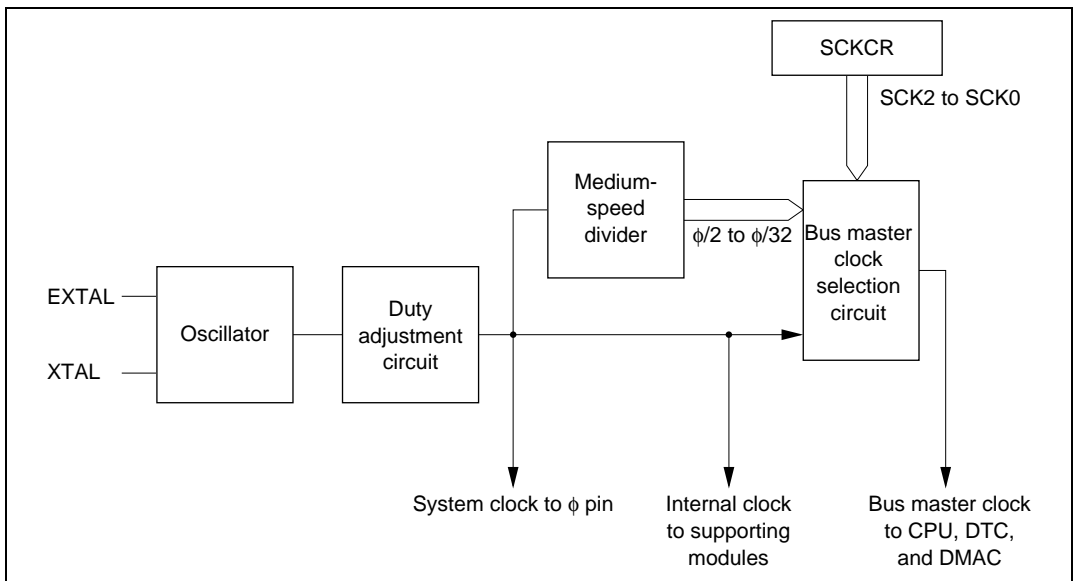 SCKCR
SCK2 to SCK0
Medium-
speed
divider
ϕ/2 to ϕ/32
Bus master
clock
selection
circuit
EXTAL
XTAL
Oscillator
Duty
adjustment
circuit
System clock to ϕ pin
Internal clock
to supporting
modules
Bus master clock
to CPU, DTC,
and DMAC